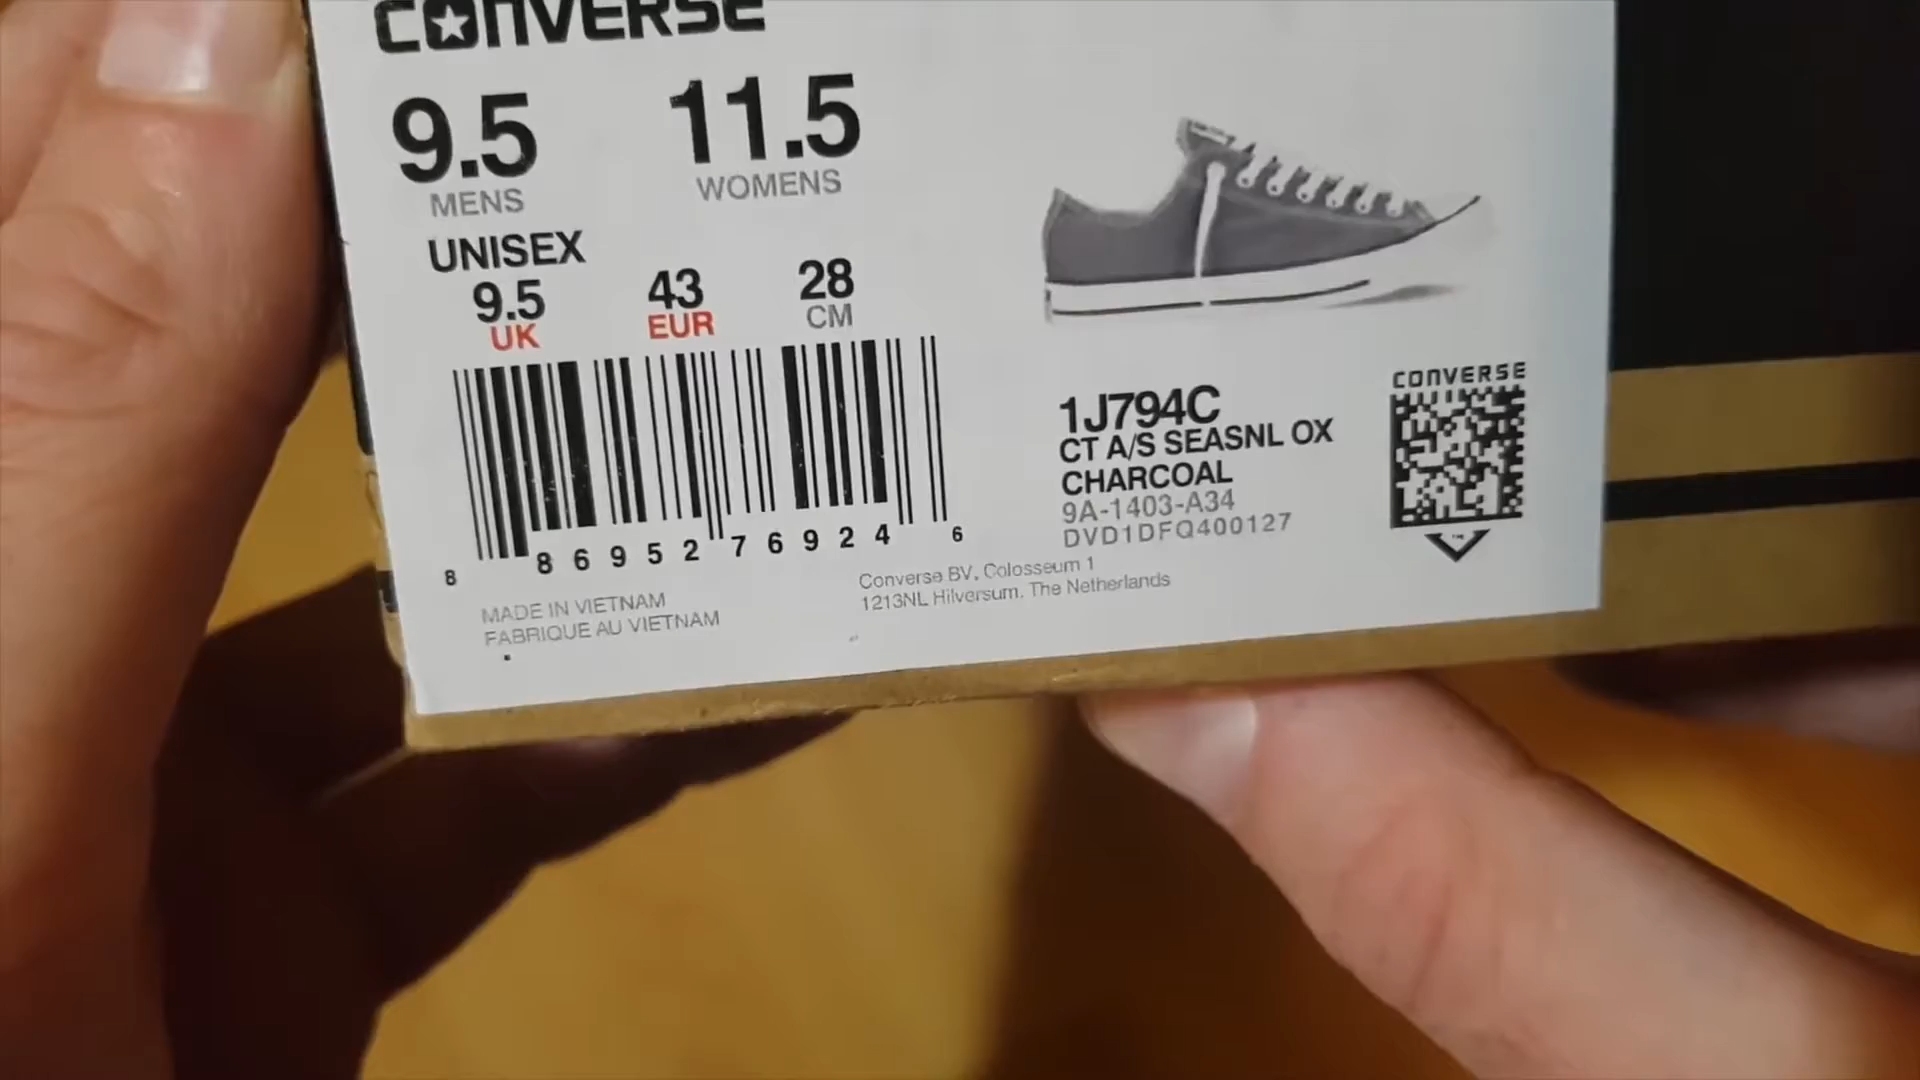 CONVERSE
9.5 11.5
MENS WOMENS
UNISEX
9.5 43 28
UK EUR CM
8 86952 76924 6
MADE IN VIETNAM
FABRIQUE AU VIETNAM
CONVERSE
1J794C
CT A/S SEASNL OX
CHARCOAL
9A-1403-A34
DVD1DFQ400127
Converse BV, Colosseum 1
1213NL Hilversum, The Netherlands